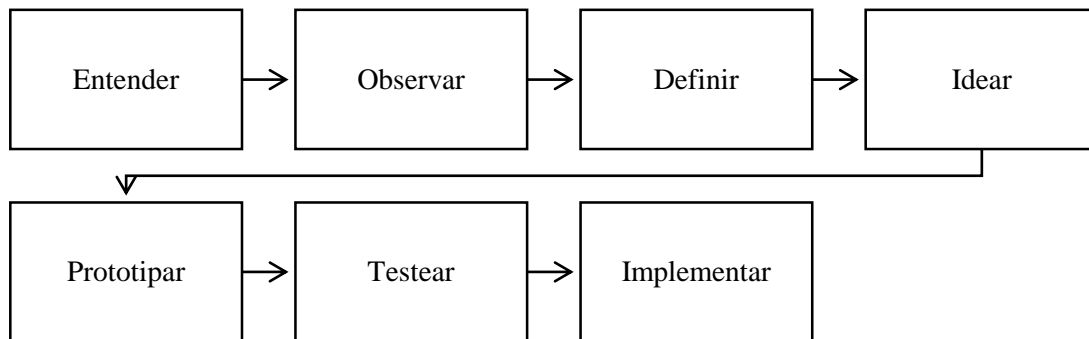 Entender
Observar
Definir
Idear
Prototipar
Testear
Implementar